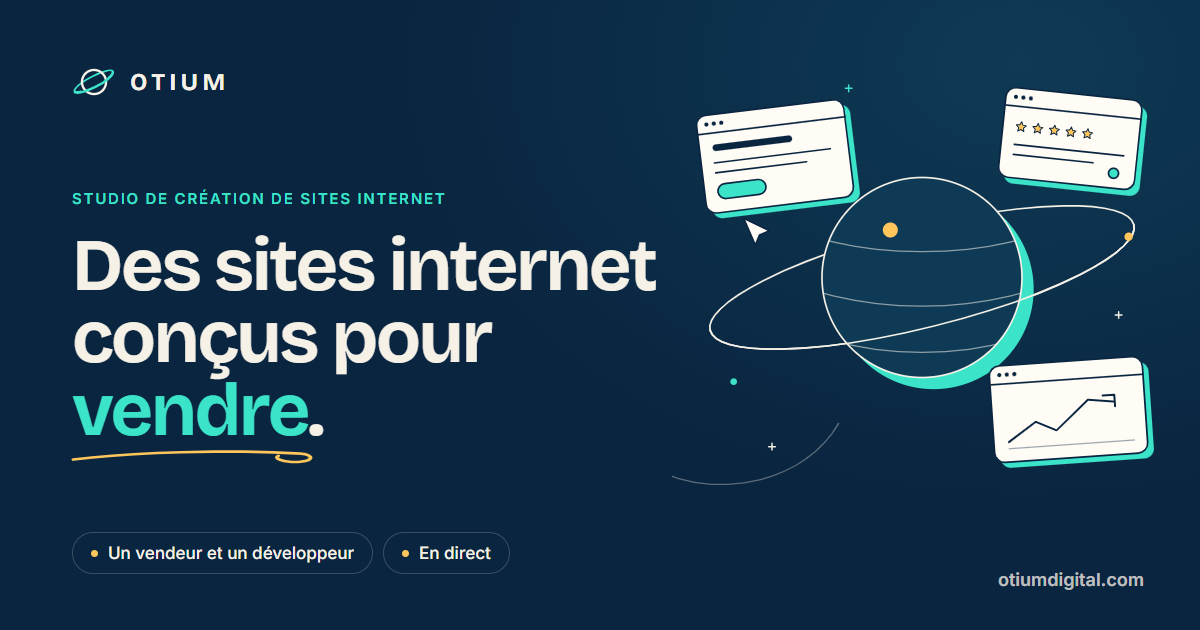 OTIUM
STUDIO DE CRÉATION DE SITES INTERNET
Des sites internet
conçus pour
vendre.
Un vendeur et un développeur
En direct
otiumdigital.com